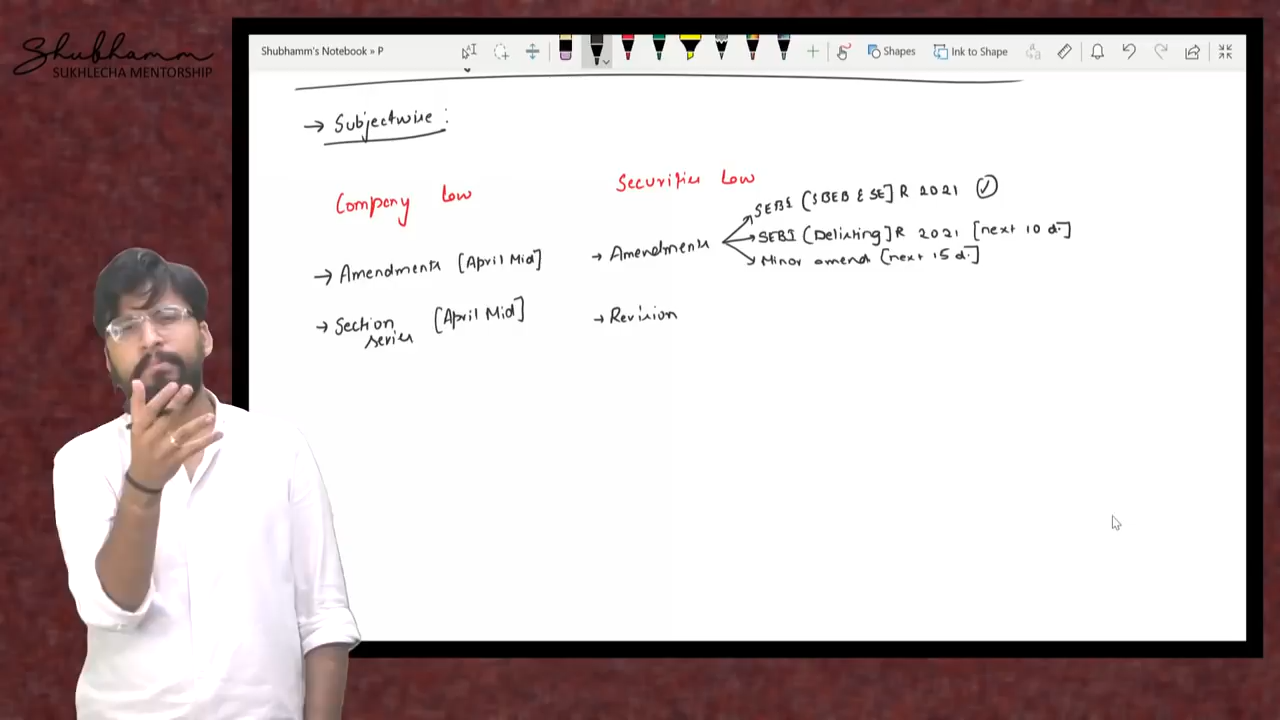 Shubhamm
SUKHLECHA MENTORSHIP
Shubhamm's Notebook » P
Shapes
Ink to Shape
→ Subjectwise :
Company Law
→ Amendments [April Mid]
→ Section series [April Mid]
Securities Law
→ Amendments
SEBI [SBEB & SE] R 2021 ✓
SEBI (Delisting] R 2021 [next 10 d.]
Minor amend [next 15 d.]
→ Revision